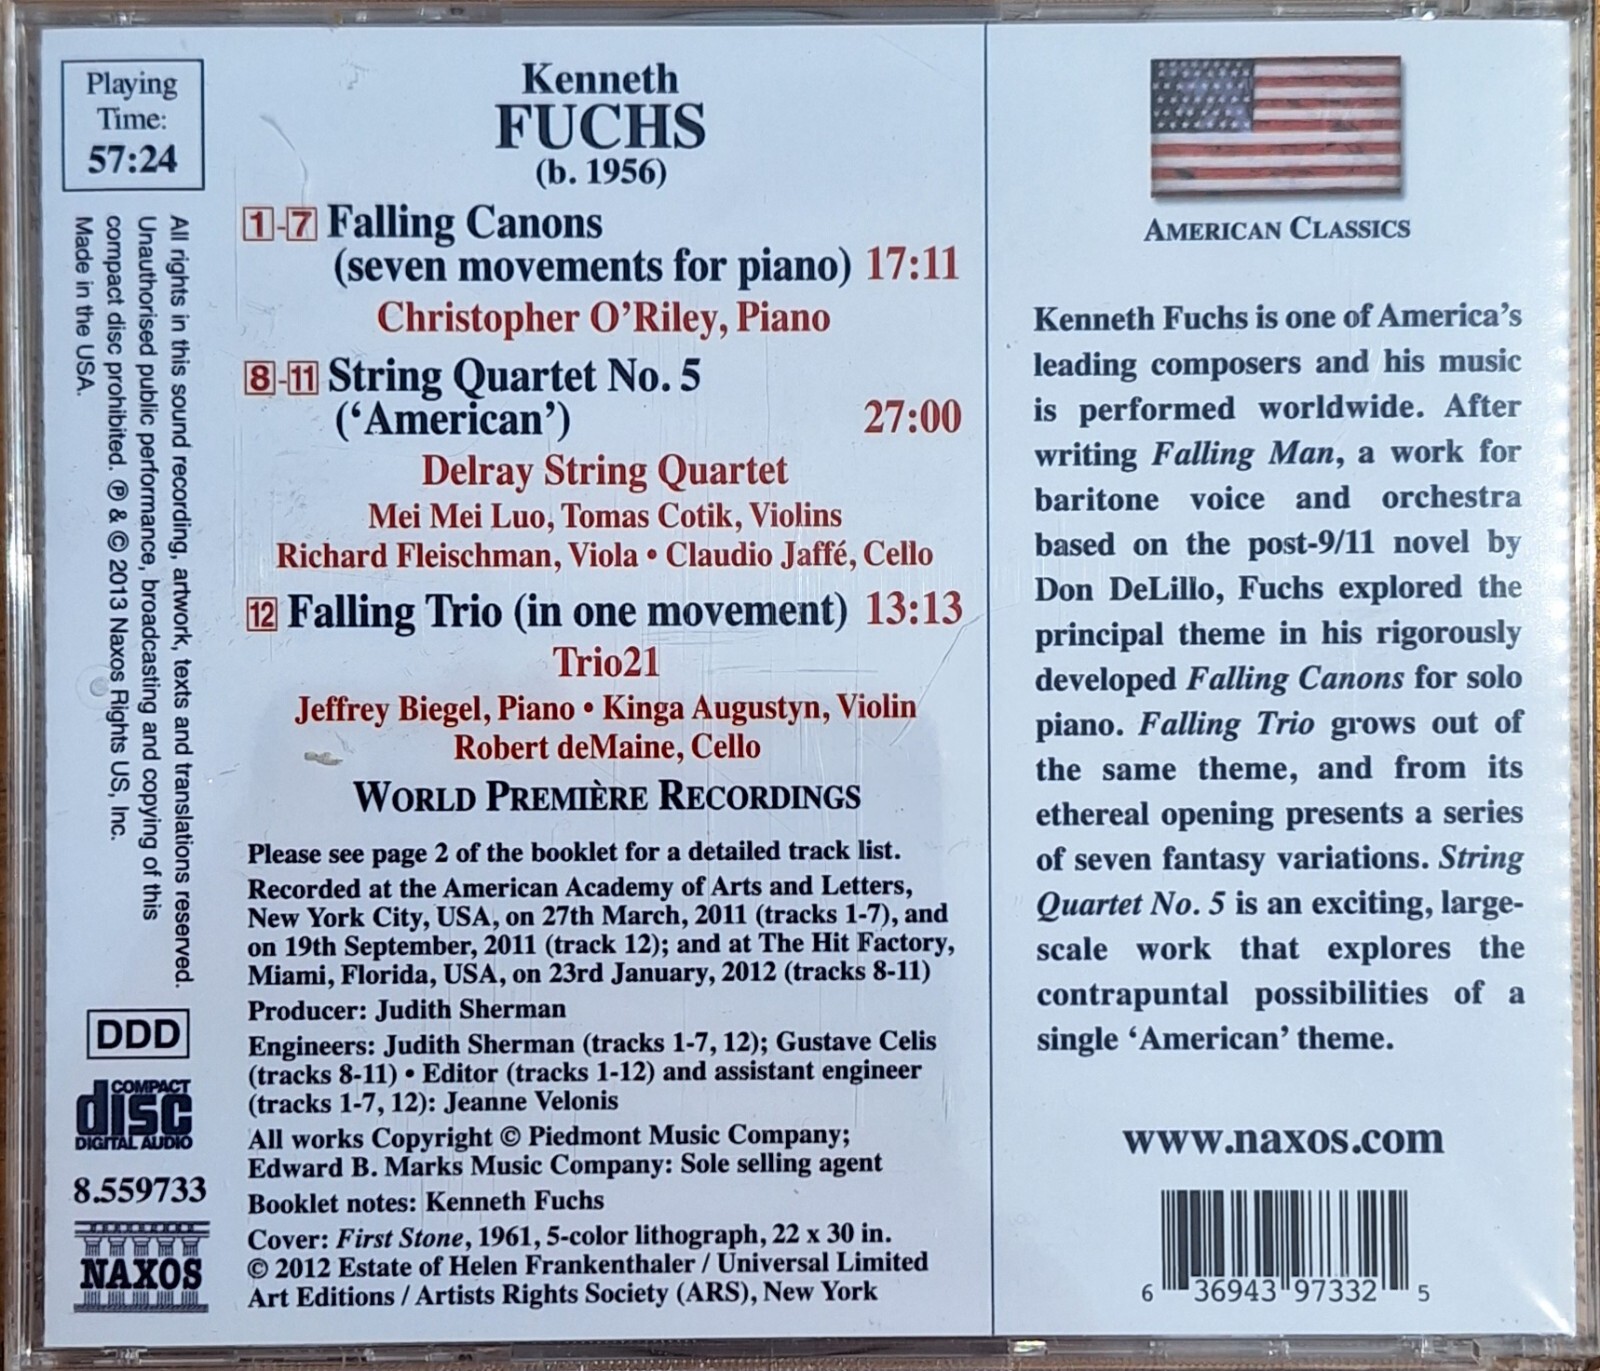 Playing
Time:
57:24
All rights in this sound recording, artwork, texts and translations reserved.
Unauthorised public performance, broadcasting and copying of this
compact disc prohibited. ℗ & © 2013 Naxos Rights US, Inc.
Made in the USA.
DDD
COMPACT
disc
DIGITAL AUDIO
8.559733
NAXOS
Kenneth
FUCHS
(b. 1956)
1-7 Falling Canons
(seven movements for piano) 17:11
Christopher O'Riley, Piano
8-11 String Quartet No. 5
('American') 27:00
Delray String Quartet
Mei Mei Luo, Tomas Cotik, Violins
Richard Fleischman, Viola • Claudio Jaffé, Cello
12 Falling Trio (in one movement) 13:13
Trio21
Jeffrey Biegel, Piano • Kinga Augustyn, Violin
Robert deMaine, Cello
WORLD PREMIÈRE RECORDINGS
Please see page 2 of the booklet for a detailed track list.
Recorded at the American Academy of Arts and Letters,
New York City, USA, on 27th March, 2011 (tracks 1-7), and
on 19th September, 2011 (track 12); and at The Hit Factory,
Miami, Florida, USA, on 23rd January, 2012 (tracks 8-11)
Producer: Judith Sherman
Engineers: Judith Sherman (tracks 1-7, 12); Gustave Celis
(tracks 8-11) • Editor (tracks 1-12) and assistant engineer
(tracks 1-7, 12): Jeanne Velonis
All works Copyright © Piedmont Music Company;
Edward B. Marks Music Company: Sole selling agent
Booklet notes: Kenneth Fuchs
Cover: First Stone, 1961, 5-color lithograph, 22 x 30 in.
© 2012 Estate of Helen Frankenthaler / Universal Limited
Art Editions / Artists Rights Society (ARS), New York
AMERICAN CLASSICS
Kenneth Fuchs is one of America's
leading composers and his music
is performed worldwide. After
writing Falling Man, a work for
baritone voice and orchestra
based on the post-9/11 novel by
Don DeLillo, Fuchs explored the
principal theme in his rigorously
developed Falling Canons for solo
piano. Falling Trio grows out of
the same theme, and from its
ethereal opening presents a series
of seven fantasy variations. String
Quartet No. 5 is an exciting, large-
scale work that explores the
contrapuntal possibilities of a
single 'American' theme.
www.naxos.com
6 36943 97332 5